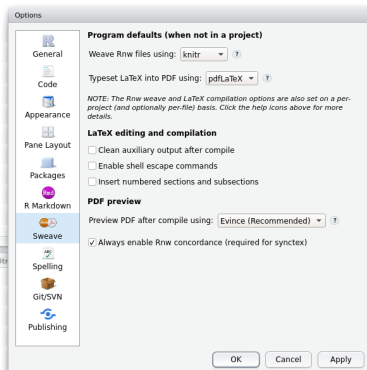 Options
General
Code
Appearance
Pane Layout
Packages
Rmd
R Markdown
Sweave
ABC
Spelling
Git/SVN
Publishing
Program defaults (when not in a project)
Weave Rnw files using: knitr ?
Typeset LaTeX into PDF using: pdfLaTeX ?
NOTE: The Rnw weave and LaTeX compilation options are also set on a per-
project (and optionally per-file) basis. Click the help icons above for more
details.
LaTeX editing and compilation
Clean auxiliary output after compile
Enable shell escape commands
Insert numbered sections and subsections
PDF preview
Preview PDF after compile using: Evince (Recommended) ?
Always enable Rnw concordance (required for synctex)
OK Cancel Apply